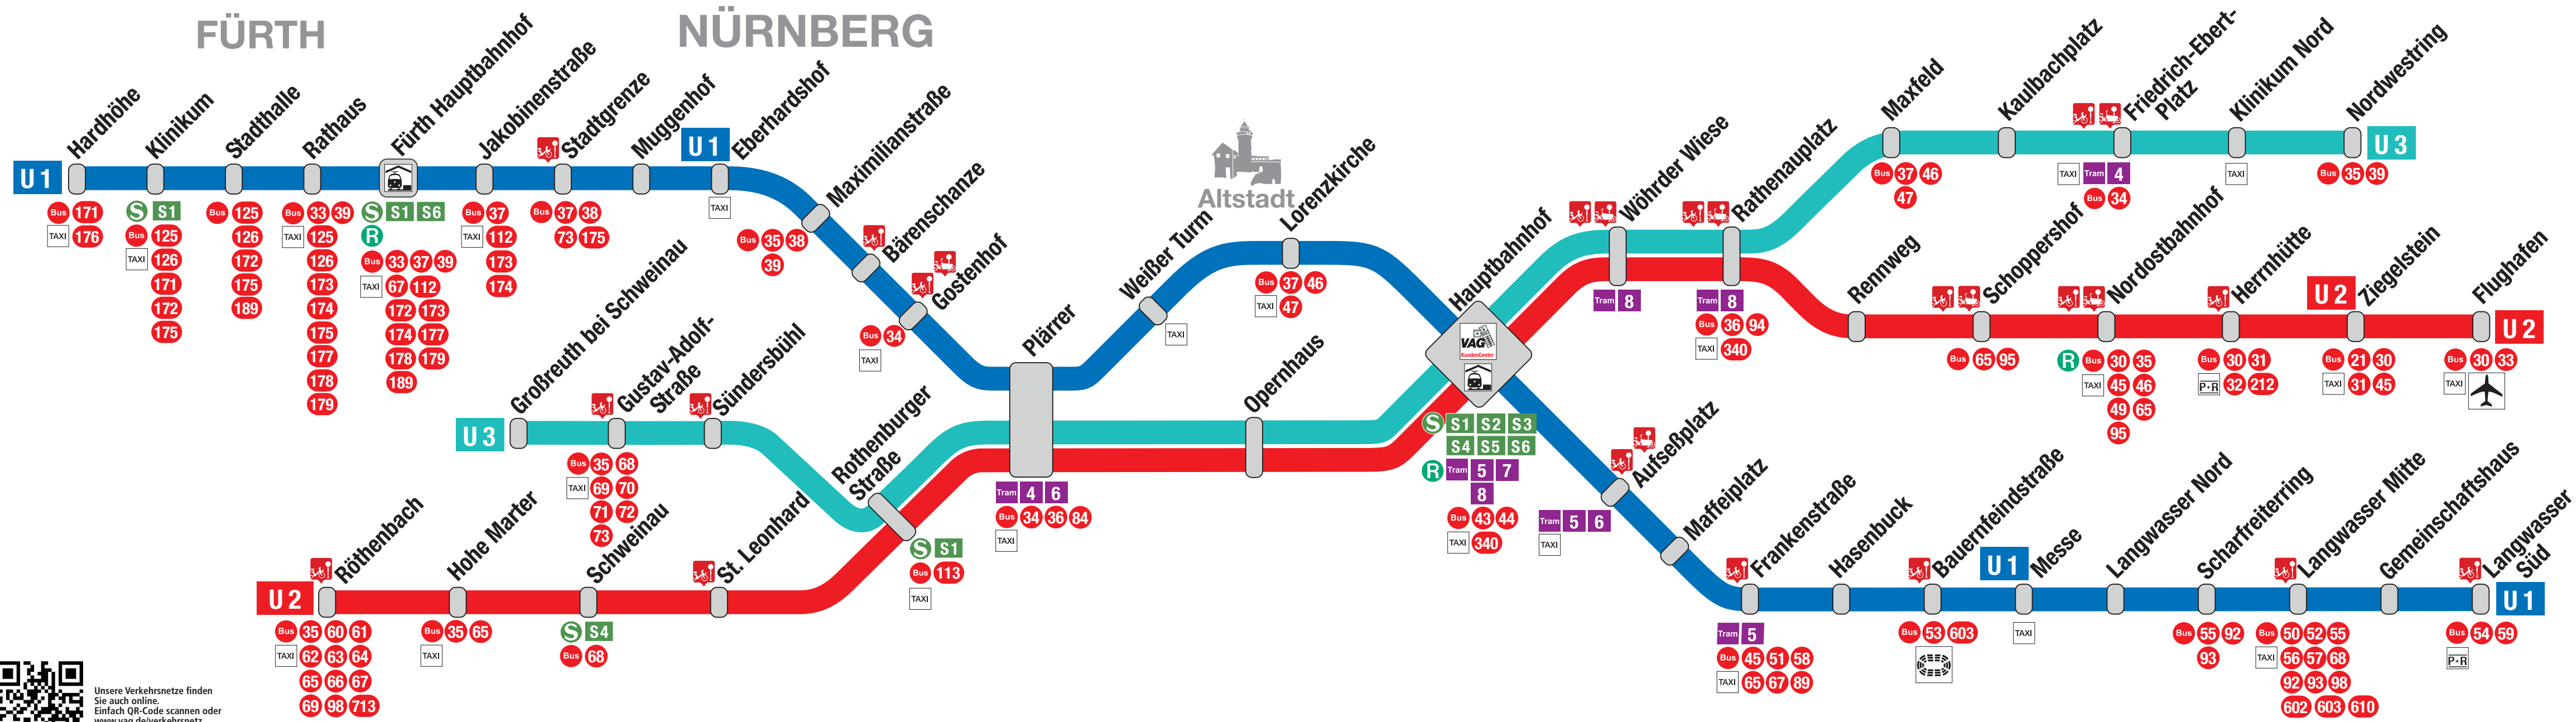 FÜRTH
NÜRNBERG
Altstadt
U1
Hardhöhe
Bus 171
TAXI 176
Klinikum
S S1
Bus 125
TAXI 126
171
172
175
Stadthalle
Bus 125
126
172
175
189
Rathaus
Bus 33 39
TAXI 125
126
173
174
175
177
178
179
Fürth Hauptbahnhof
S S1 S6
R
Bus 33 37 39
TAXI 67 112
172 173
174 177
178 179
189
Jakobinenstraße
Bus 37
TAXI 112
173
174
Stadtgrenze
Bus 37 38
73 175
Muggenhof
U1
Eberhardshof
TAXI
Maximilianstraße
Bus 35 38
39
Bärenschanze
Gostenhof
Bus 34
TAXI
Plärrer
Tram 4 6
Bus 34 36 84
TAXI
Weißer Turm
TAXI
Lorenzkirche
Bus 37 46
TAXI 47
Hauptbahnhof
VAG
KundenCenter
S S1 S2 S3
S4 S5 S6
R Tram 5 7
8
Bus 43 44
TAXI 340
Aufseßplatz
Tram 5 6
TAXI
Maffeiplatz
Frankenstraße
Tram 5
Bus 45 51 58
TAXI 65 67 89
Hasenbuck
Bauernfeindstraße
Bus 53 603
U1
Messe
TAXI
Langwasser Nord
Scharfreiterring
Bus 55 92
93
Langwasser Mitte
Bus 50 52 55
TAXI 56 57 68
92 93 98
602 603 610
Gemeinschaftshaus
Langwasser
Süd
Bus 54 59
P+R
U1
U3
Großreuth bei Schweinau
Gustav-Adolf-
Straße
Bus 35 68
TAXI 69 70
71 72
73
Sündersbühl
Rothenburger
Straße
S S1
Bus 113
TAXI
Opernhaus
Wöhrder Wiese
Tram 8
Rathenauplatz
Tram 8
Bus 36 94
TAXI 340
Maxfeld
Bus 37 46
47
Kaulbachplatz
Friedrich-Ebert-
Platz
TAXI Tram 4
Bus 34
Klinikum Nord
TAXI
Nordwestring
Bus 35 39
U3
U2
Röthenbach
Bus 35 60 61
TAXI 62 63 64
65 66 67
69 98 713
Hohe Marter
Bus 35 65
TAXI
Schweinau
S S4
Bus 68
St. Leonhard
Rennweg
Schoppershof
Bus 65 95
Nordostbahnhof
R Bus 30 35
TAXI 45 46
49 65
95
Herrnhütte
Bus 30 31
P+R 32 212
U2
Ziegelstein
Bus 21 30
TAXI 31 45
Flughafen
Bus 30 33
TAXI
U2
Unsere Verkehrsnetze finden
Sie auch online.
Einfach QR-Code scannen oder
www.vag.de/verkehrsnetz